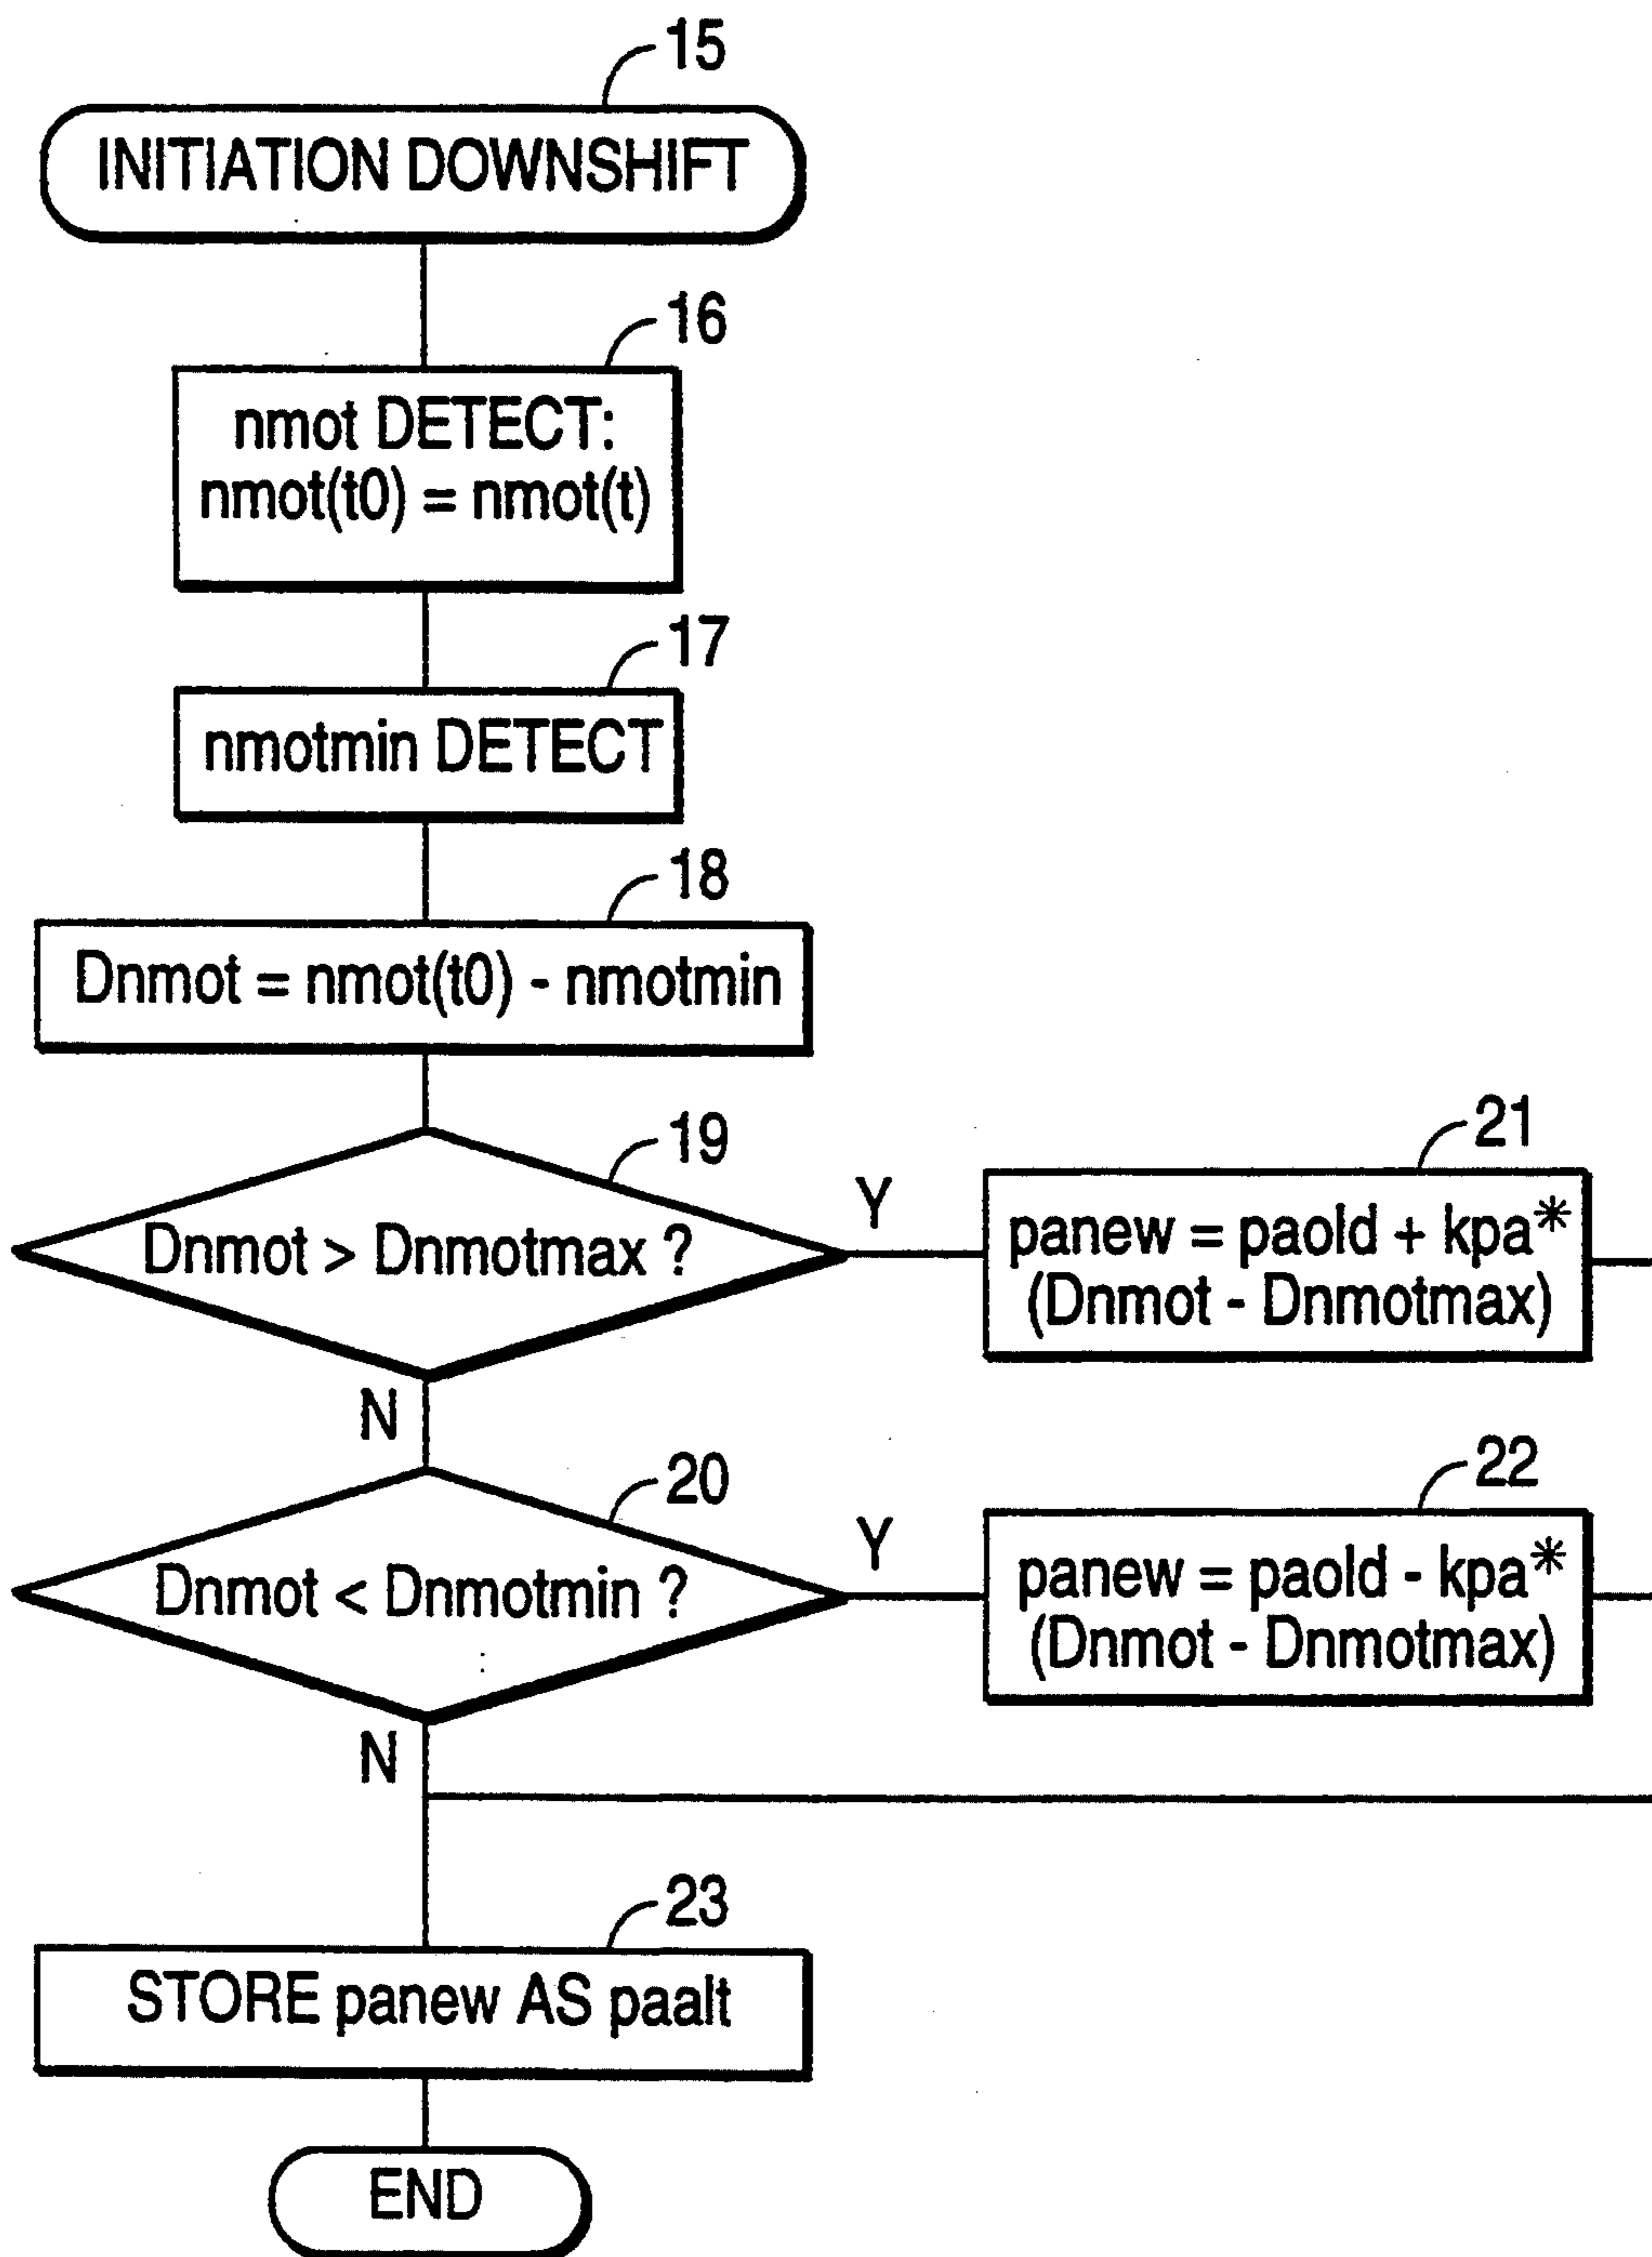 15
INITIATION DOWNSHIFT
16
nmot DETECT:
nmot(t0) = nmot(t)
17
nmotmin DETECT
18
Dnmot = nmot(t0) - nmotmin
19
Dnmot > Dnmotmax ?
Y
21
panew = paold + kpa*
(Dnmot - Dnmotmax)
N
20
Dnmot < Dnmotmin ?
Y
22
panew = paold - kpa*
(Dnmot - Dnmotmax)
N
23
STORE panew AS paalt
END